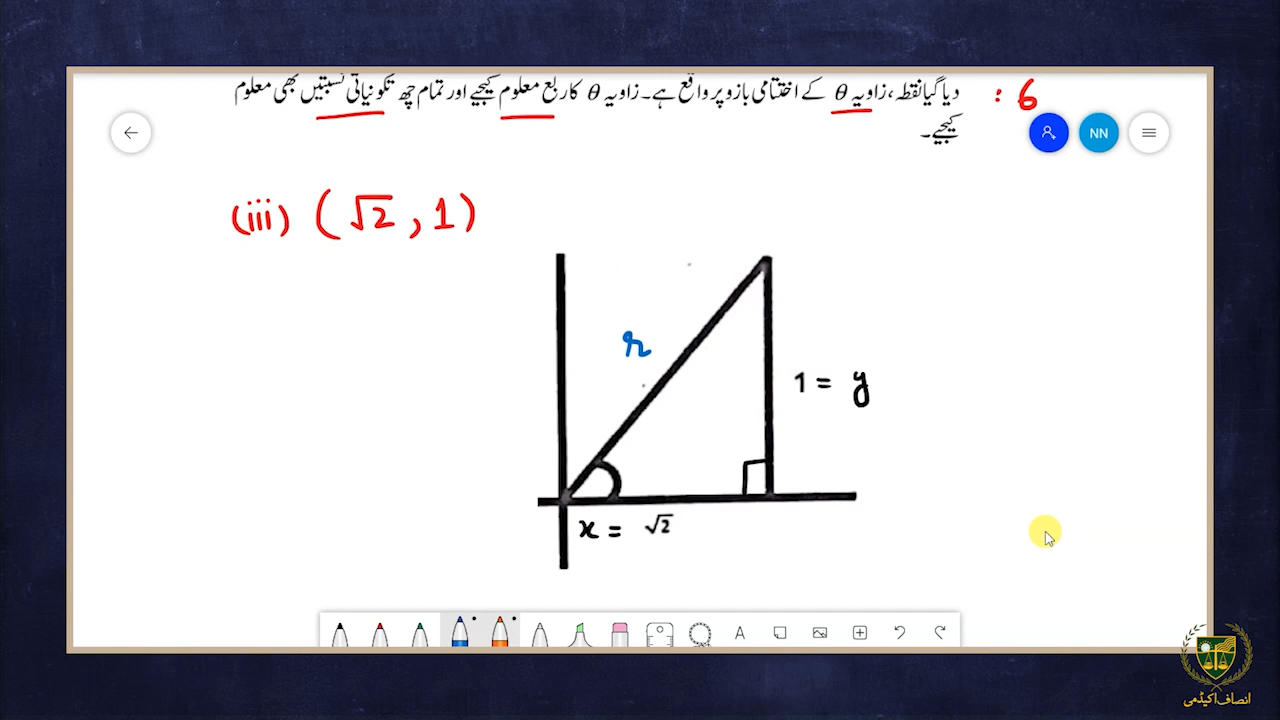 6 : دیا گیا نقطہ، زاویہ θ کے اختتامی بازو پر واقع ہے۔ زاویہ θ کا ربع معلوم کیجیے اور تمام چھ تکونیاتی نسبتیں بھی معلوم
کیجیے۔
NN
(iii) (√2 , 1)
r
1 = y
x = √2
A
انصاف اکیڈمی